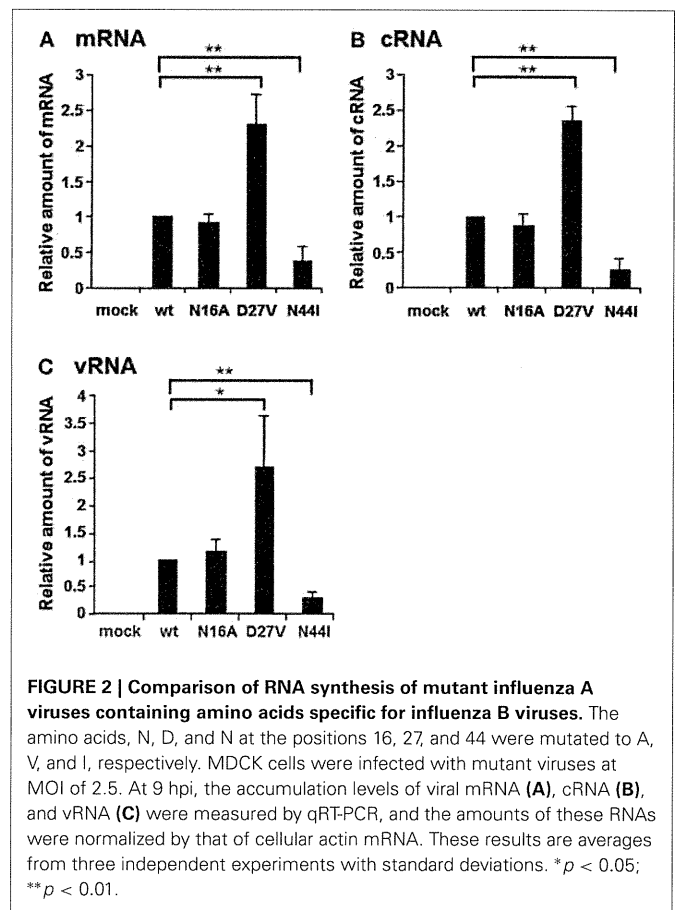 A mRNA
**
**
Relative amount of mRNA
3
2.5
2
1.5
1
0.5
0
mock wt N16A D27V N44I
B cRNA
**
**
Relative amount of cRNA
3
2.5
2
1.5
1
0.5
0
mock wt N16A D27V N44I
C vRNA
**
*
Relative amount of vRNA
4
3.5
3
2.5
2
1.5
1
0.5
0
mock wt N16A D27V N44I
FIGURE 2 | Comparison of RNA synthesis of mutant influenza A
viruses containing amino acids specific for influenza B viruses. The
amino acids, N, D, and N at the positions 16, 27, and 44 were mutated to A,
V, and I, respectively. MDCK cells were infected with mutant viruses at
MOI of 2.5. At 9 hpi, the accumulation levels of viral mRNA (A), cRNA (B),
and vRNA (C) were measured by qRT-PCR, and the amounts of these RNAs
were normalized by that of cellular actin mRNA. These results are averages
from three independent experiments with standard deviations. *p < 0.05;
**p < 0.01.